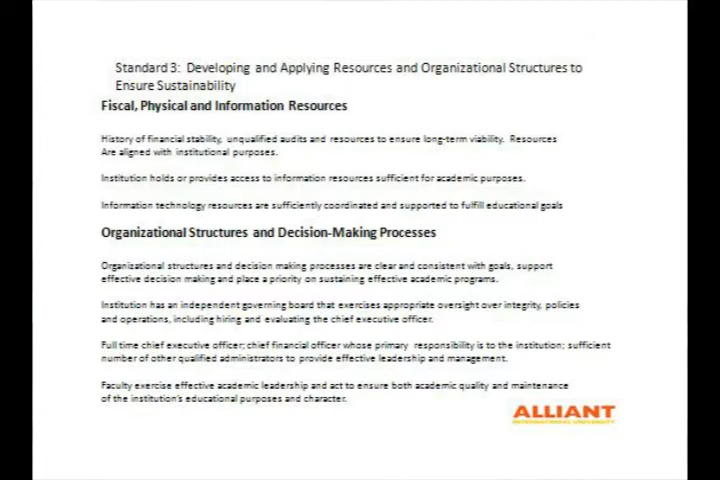 Standard 3: Developing and Applying Resources and Organizational Structures to
Ensure Sustainability
Fiscal, Physical and Information Resources
History of financial stability, unqualified audits and resources to ensure long-term viability. Resources
Are aligned with institutional purposes.
Institution holds or provides access to information resources sufficient for academic purposes.
Information technology resources are sufficiently coordinated and supported to fulfill educational goals
Organizational Structures and Decision-Making Processes
Organizational structures and decision making processes are clear and consistent with goals, support
effective decision making and place a priority on sustaining effective academic programs.
Institution has an independent governing board that exercises appropriate oversight over integrity, policies
and operations, including hiring and evaluating the chief executive officer.
Full time chief executive officer; chief financial officer whose primary responsibility is to the institution; sufficient
number of other qualified administrators to provide effective leadership and management.
Faculty exercise effective academic leadership and act to ensure both academic quality and maintenance
of the institution's educational purposes and character.
ALLIANT
INTERNATIONAL UNIVERSITY